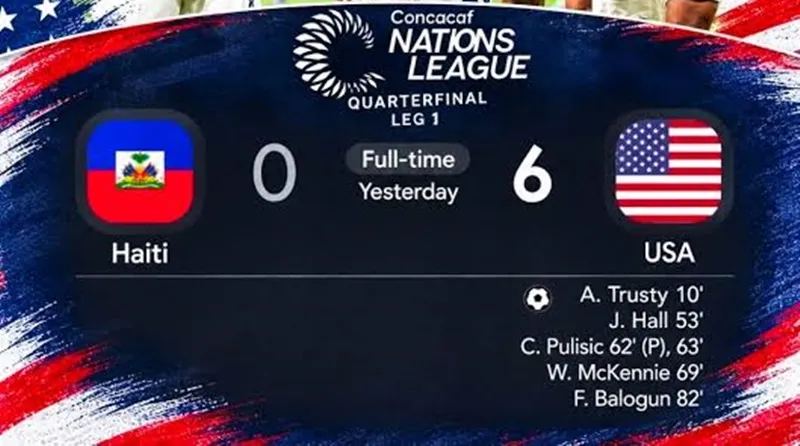 Concacaf
NATIONS
LEAGUE
QUARTERFINAL
LEG 1
0 Full-time 6
Yesterday
Haiti USA
A. Trusty 10'
J. Hall 53'
C. Pulisic 62' (P), 63'
W. McKennie 69'
F. Balogun 82'